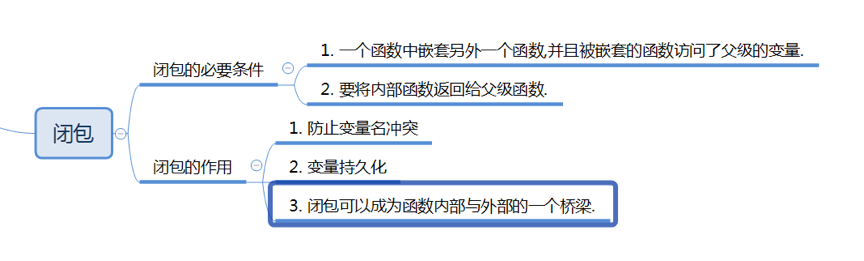 闭包
闭包的必要条件
1. 一个函数中嵌套另外一个函数,并且被嵌套的函数访问了父级的变量.
2. 要将内部函数返回给父级函数.
闭包的作用
1. 防止变量名冲突
2. 变量持久化
3. 闭包可以成为函数内部与外部的一个桥梁.